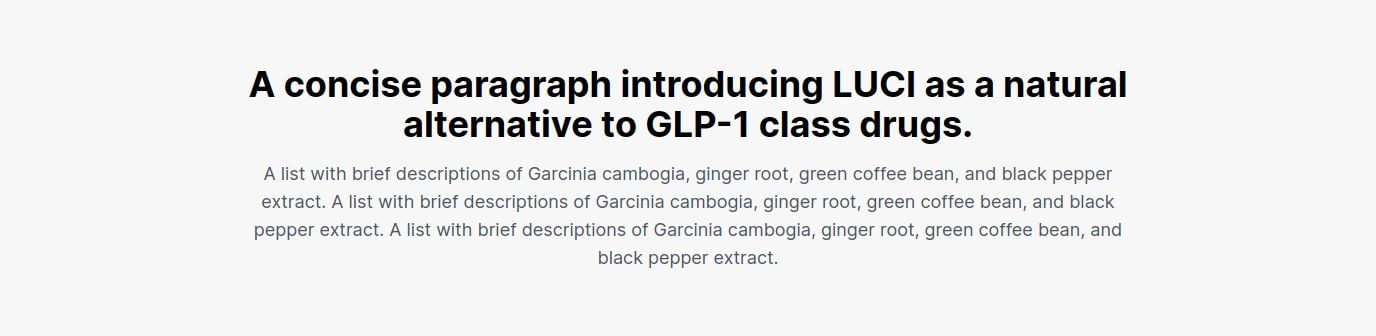 A concise paragraph introducing LUCI as a natural
alternative to GLP-1 class drugs.
A list with brief descriptions of Garcinia cambogia, ginger root, green coffee bean, and black pepper
extract. A list with brief descriptions of Garcinia cambogia, ginger root, green coffee bean, and black
pepper extract. A list with brief descriptions of Garcinia cambogia, ginger root, green coffee bean, and
black pepper extract.